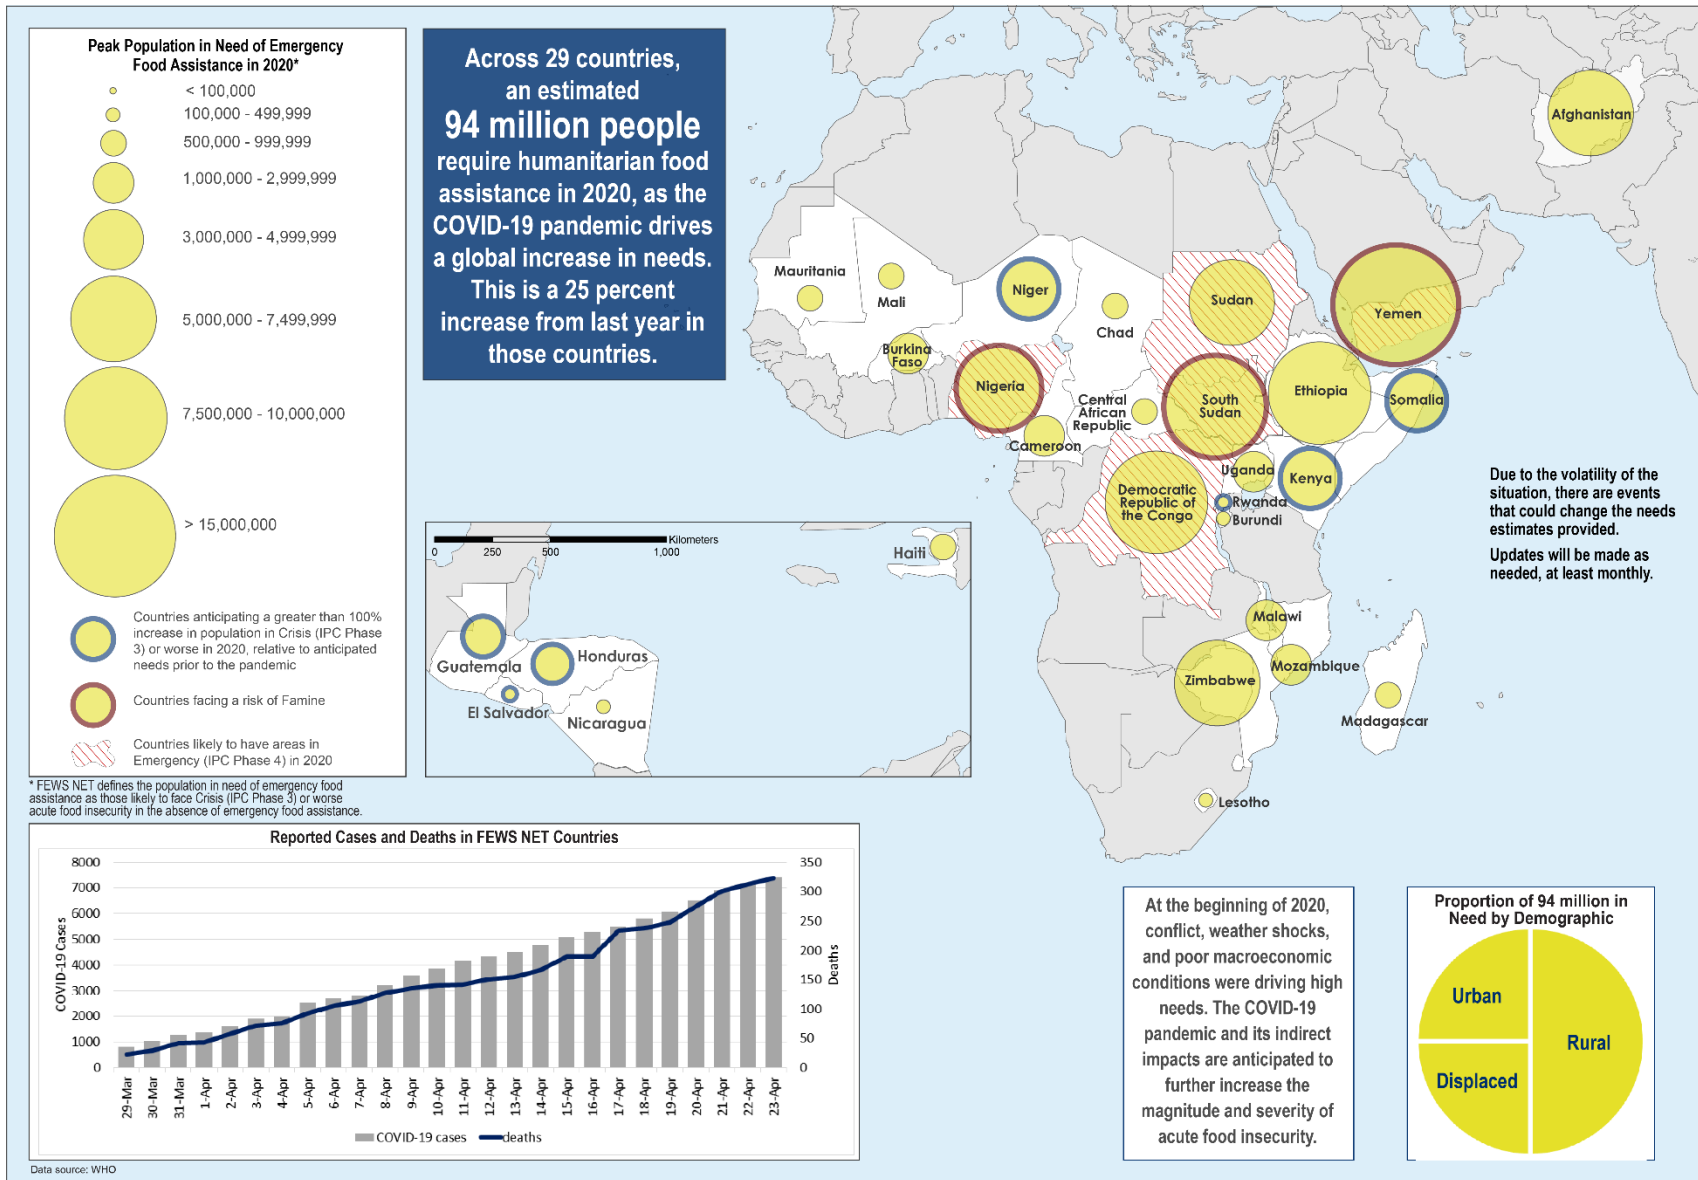 Peak Population in Need of Emergency
Food Assistance in 2020*
< 100,000
100,000 - 499,999
500,000 - 999,999
1,000,000 - 2,999,999
3,000,000 - 4,999,999
5,000,000 - 7,499,999
7,500,000 - 10,000,000
> 15,000,000
Countries anticipating a greater than 100%
increase in population in Crisis (IPC Phase
3) or worse in 2020, relative to anticipated
needs prior to the pandemic
Countries facing a risk of Famine
Countries likely to have areas in
Emergency (IPC Phase 4) in 2020
* FEWS NET defines the population in need of emergency food
assistance as those likely to face Crisis (IPC Phase 3) or worse
acute food insecurity in the absence of emergency food assistance.
Across 29 countries,
an estimated
94 million people
require humanitarian food
assistance in 2020, as the
COVID-19 pandemic drives
a global increase in needs.
This is a 25 percent
increase from last year in
those countries.
Afghanistan
Mauritania
Mali
Niger
Chad
Sudan
Yemen
Burkina
Faso
Nigeria
Central
African
Republic
South
Sudan
Ethiopia
Somalia
Cameroon
Uganda
Kenya
Democratic
Republic of
the Congo
Rwanda
Burundi
Malawi
Mozambique
Zimbabwe
Madagascar
Lesotho
Due to the volatility of the
situation, there are events
that could change the needs
estimates provided.
Updates will be made as
needed, at least monthly.
Kilometers
0 250 500 1,000
Haiti
Guatemala
Honduras
El Salvador
Nicaragua
Reported Cases and Deaths in FEWS NET Countries
8000
7000
6000
5000
4000
3000
2000
1000
0
COVID-19 Cases
350
300
250
200
150
100
50
0
Deaths
29-Mar
30-Mar
31-Mar
1-Apr
2-Apr
3-Apr
4-Apr
5-Apr
6-Apr
7-Apr
8-Apr
9-Apr
10-Apr
11-Apr
12-Apr
13-Apr
14-Apr
15-Apr
16-Apr
17-Apr
18-Apr
19-Apr
20-Apr
21-Apr
22-Apr
23-Apr
COVID-19 cases deaths
Data source: WHO
At the beginning of 2020,
conflict, weather shocks,
and poor macroeconomic
conditions were driving high
needs. The COVID-19
pandemic and its indirect
impacts are anticipated to
further increase the
magnitude and severity of
acute food insecurity.
Proportion of 94 million in
Need by Demographic
Urban
Rural
Displaced